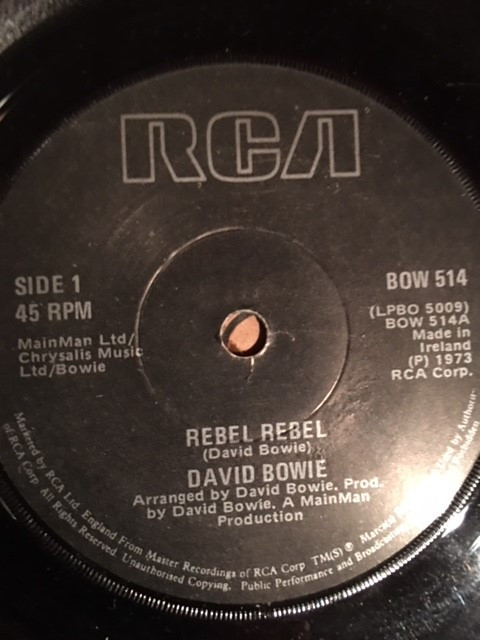 RCA
SIDE 1
45 RPM
MainMan Ltd/
Chrysalis Music
Ltd/Bowie
BOW 514
(LPBO 5009)
BOW 514A
Made in
Ireland
(P) 1973
RCA Corp.
REBEL REBEL
(David Bowie)
DAVID BOWIE
Arranged by David Bowie. Prod.
by David Bowie. A MainMan
Production
Marketed by RCA Ltd. England From Master Recordings of RCA Corp TM(S) ®
of RCA Corp All Rights Reserved Unauthorised Copying, Public Performance and